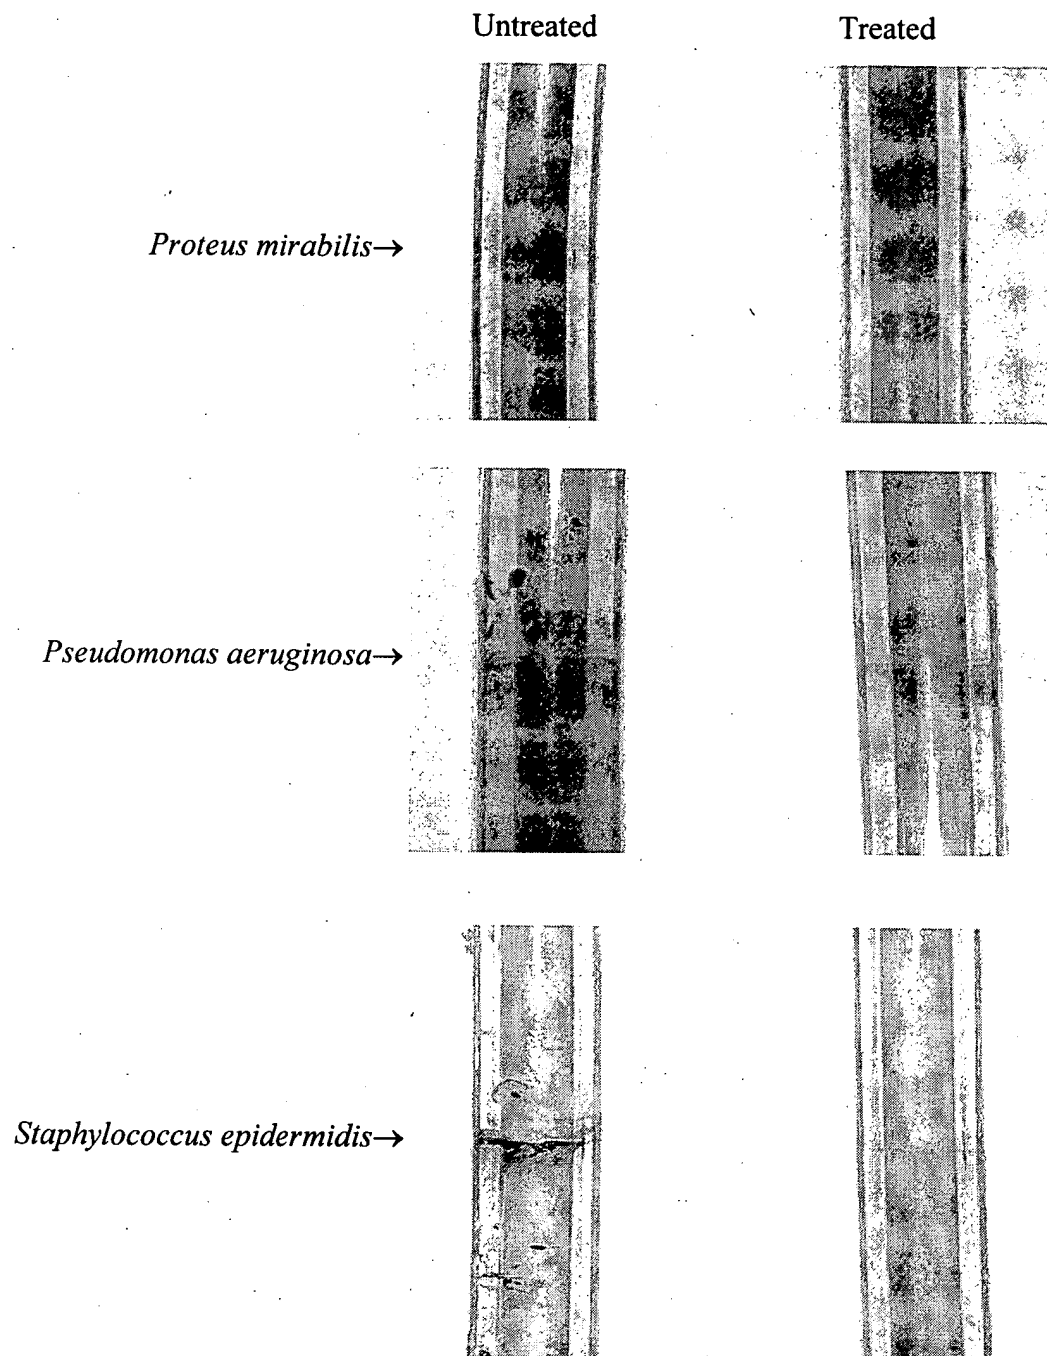 Untreated Treated
Proteus mirabilis→
Pseudomonas aeruginosa→
Staphylococcus epidermidis→